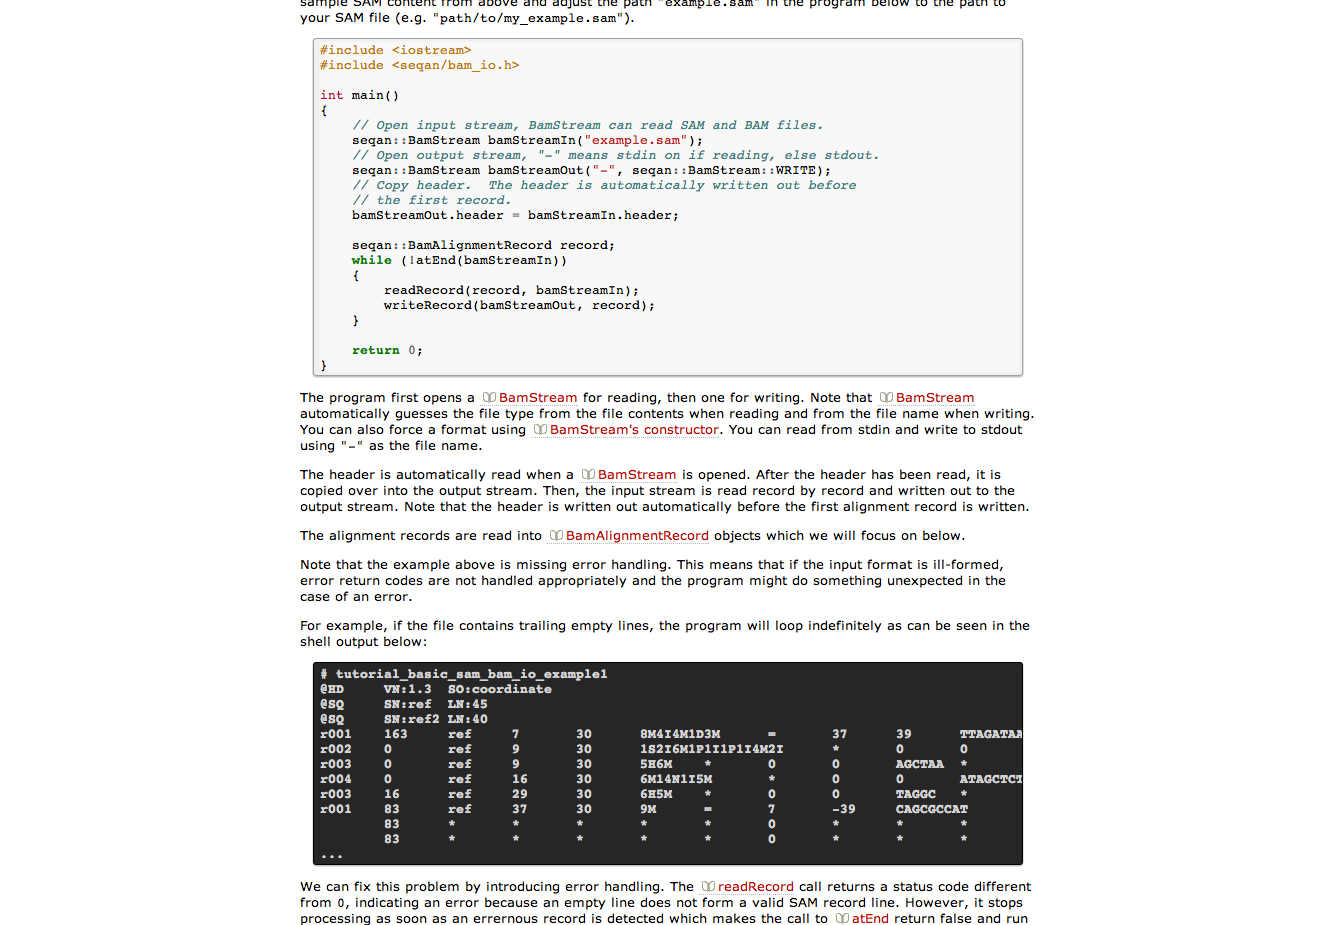 sample SAM content from above and adjust the path "example.sam" in the program below to the path to
your SAM file (e.g. "path/to/my_example.sam").
#include <iostream>
#include <seqan/bam_io.h>
int main()
{
// Open input stream, BamStream can read SAM and BAM files.
seqan::BamStream bamStreamIn("example.sam");
// Open output stream, "-" means stdin on if reading, else stdout.
seqan::BamStream bamStreamOut("-", seqan::BamStream::WRITE);
// Copy header.  The header is automatically written out before
// the first record.
bamStreamOut.header = bamStreamIn.header;
seqan::BamAlignmentRecord record;
while (!atEnd(bamStreamIn))
{
readRecord(record, bamStreamIn);
writeRecord(bamStreamOut, record);
}
return 0;
}
The program first opens a BamStream for reading, then one for writing. Note that BamStream
automatically guesses the file type from the file contents when reading and from the file name when writing.
You can also force a format using BamStream's constructor. You can read from stdin and write to stdout
using "-" as the file name.
The header is automatically read when a BamStream is opened. After the header has been read, it is
copied over into the output stream. Then, the input stream is read record by record and written out to the
output stream. Note that the header is written out automatically before the first alignment record is written.
The alignment records are read into BamAlignmentRecord objects which we will focus on below.
Note that the example above is missing error handling. This means that if the input format is ill-formed,
error return codes are not handled appropriately and the program might do something unexpected in the
case of an error.
For example, if the file contains trailing empty lines, the program will loop indefinitely as can be seen in the
shell output below:
# tutorial_basic_sam_bam_io_example1
@HD VN:1.3 SO:coordinate
@SQ SN:ref LN:45
@SQ SN:ref2 LN:40
r001 163 ref 7 30 8M4I4M1D3M = 37 39 TTAGATAA
r002 0 ref 9 30 1S2I6M1P1I1P1I4M2I * 0 0
r003 0 ref 9 30 5H6M * 0 0 AGCTAA *
r004 0 ref 16 30 6M14N1I5M * 0 0 ATAGCTCT
r003 16 ref 29 30 6H5M * 0 0 TAGGC *
r001 83 ref 37 30 9M = 7 -39 CAGCGCCAT
83 * * * * * 0 * * *
83 * * * * * 0 * * *
...
We can fix this problem by introducing error handling. The readRecord call returns a status code different
from 0, indicating an error because an empty line does not form a valid SAM record line. However, it stops
processing as soon as an errernous record is detected which makes the call to atEnd return false and run